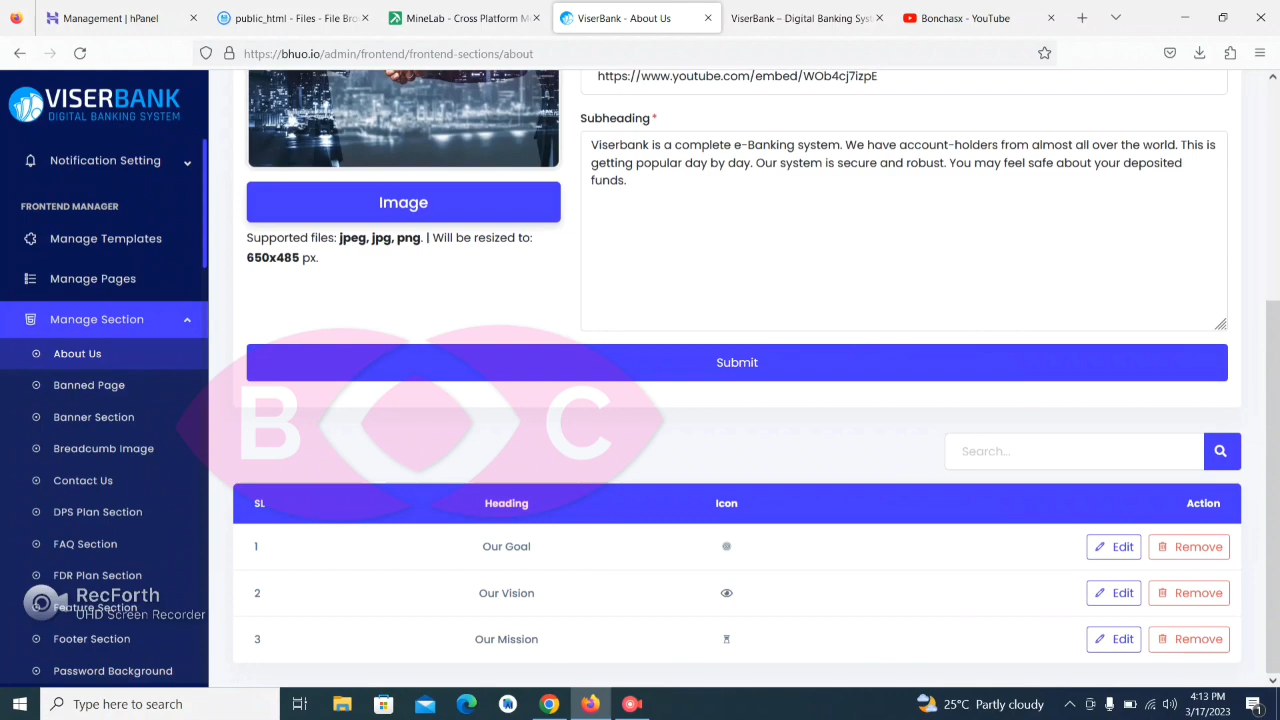 Management | hPanel
public_html - Files - File Bro
MineLab - Cross Platform M
ViserBank - About Us
ViserBank – Digital Banking Syst
Bonchasx - YouTube
https://bhuo.io/admin/frontend/frontend-sections/about
VISERBANK
DIGITAL BANKING SYSTEM
Notification Setting
FRONTEND MANAGER
Manage Templates
Manage Pages
Manage Section
About Us
Banned Page
Banner Section
Breadcumb Image
Contact Us
DPS Plan Section
FAQ Section
FDR Plan Section
Feature Section
Footer Section
Password Background
RecForth
UHD Screen Recorder
https://www.youtube.com/embed/WOb4cj7izpE
Subheading *
Viserbank is a complete e-Banking system. We have account-holders from almost all over the world. This is
getting popular day by day. Our system is secure and robust. You may feel safe about your deposited
funds.
Image
Supported files: jpeg, jpg, png. | Will be resized to:
650x485 px.
Submit
B C
Search...
SL Heading Icon Action
1 Our Goal Edit Remove
2 Our Vision Edit Remove
3 Our Mission Edit Remove
Type here to search
25°C Partly cloudy
4:13 PM
3/17/2023
1